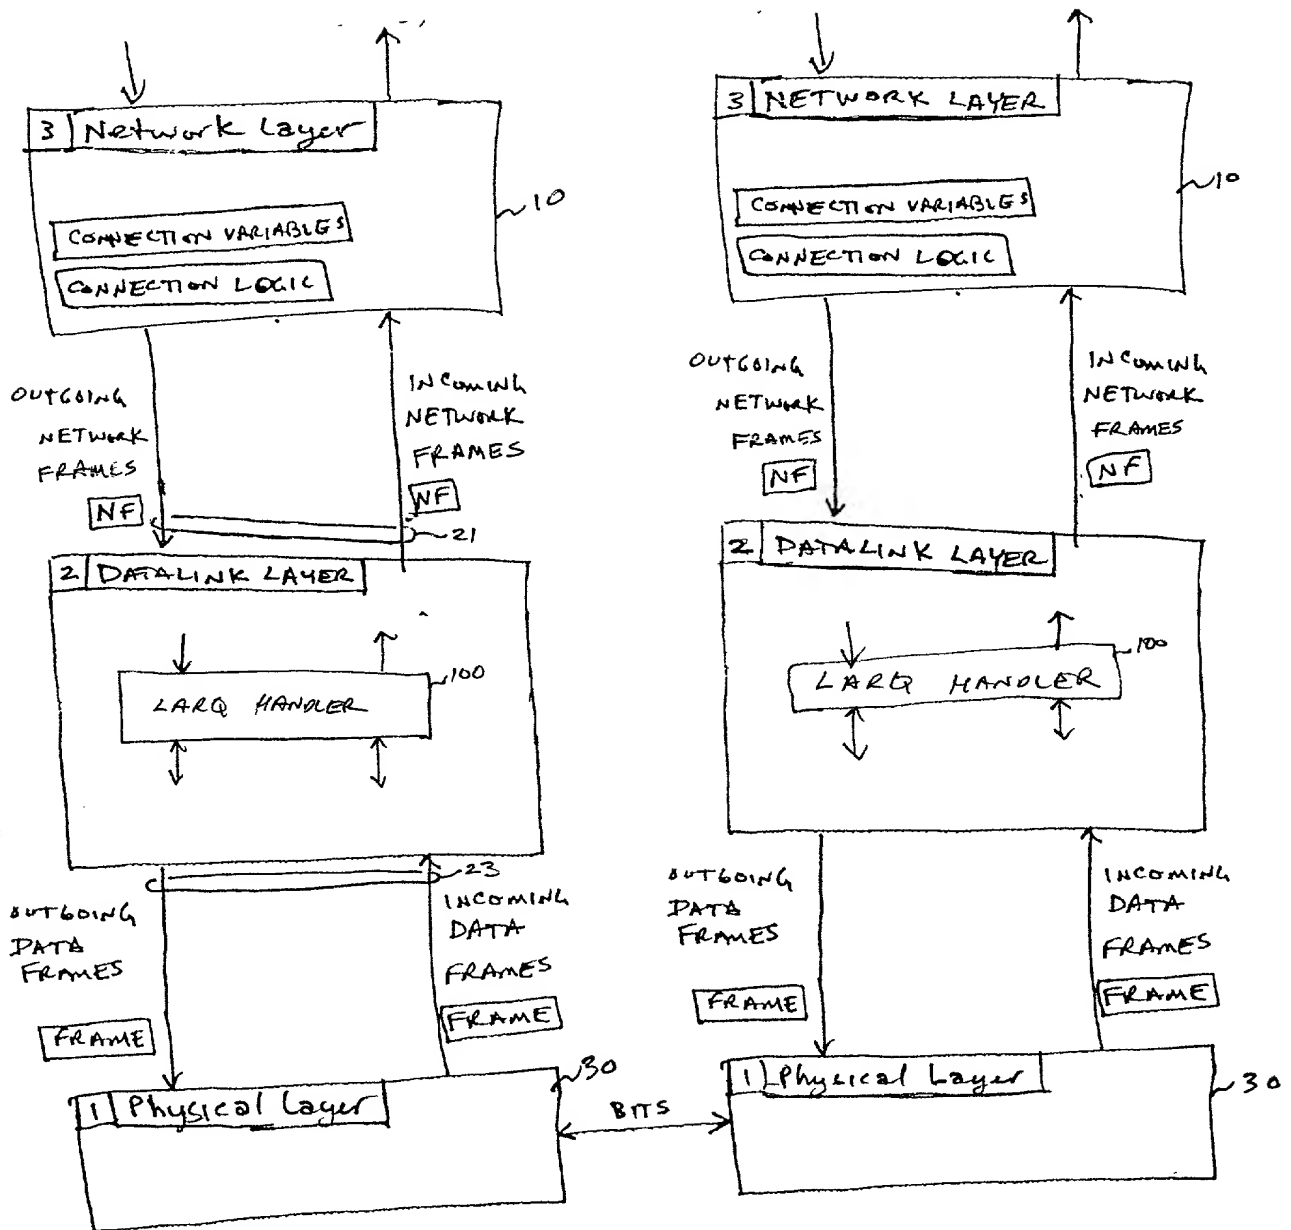 3 Network Layer
10
CONNECTION VARIABLES
CONNECTION LOGIC
OUTGOING
NETWORK
FRAMES
NF
INCOMING
NETWORK
FRAMES
NF
21
2 DATALINK LAYER
100
LARQ HANDLER
23
OUTGOING
DATA
FRAMES
FRAME
INCOMING
DATA
FRAMES
FRAME
30
1 Physical Layer
BITS
3 NETWORK LAYER
10
CONNECTION VARIABLES
CONNECTION LOGIC
OUTGOING
NETWORK
FRAMES
NF
INCOMING
NETWORK
FRAMES
NF
2 DATALINK LAYER
100
LARQ HANDLER
OUTGOING
DATA
FRAMES
FRAME
INCOMING
DATA
FRAMES
FRAME
1 Physical Layer
30